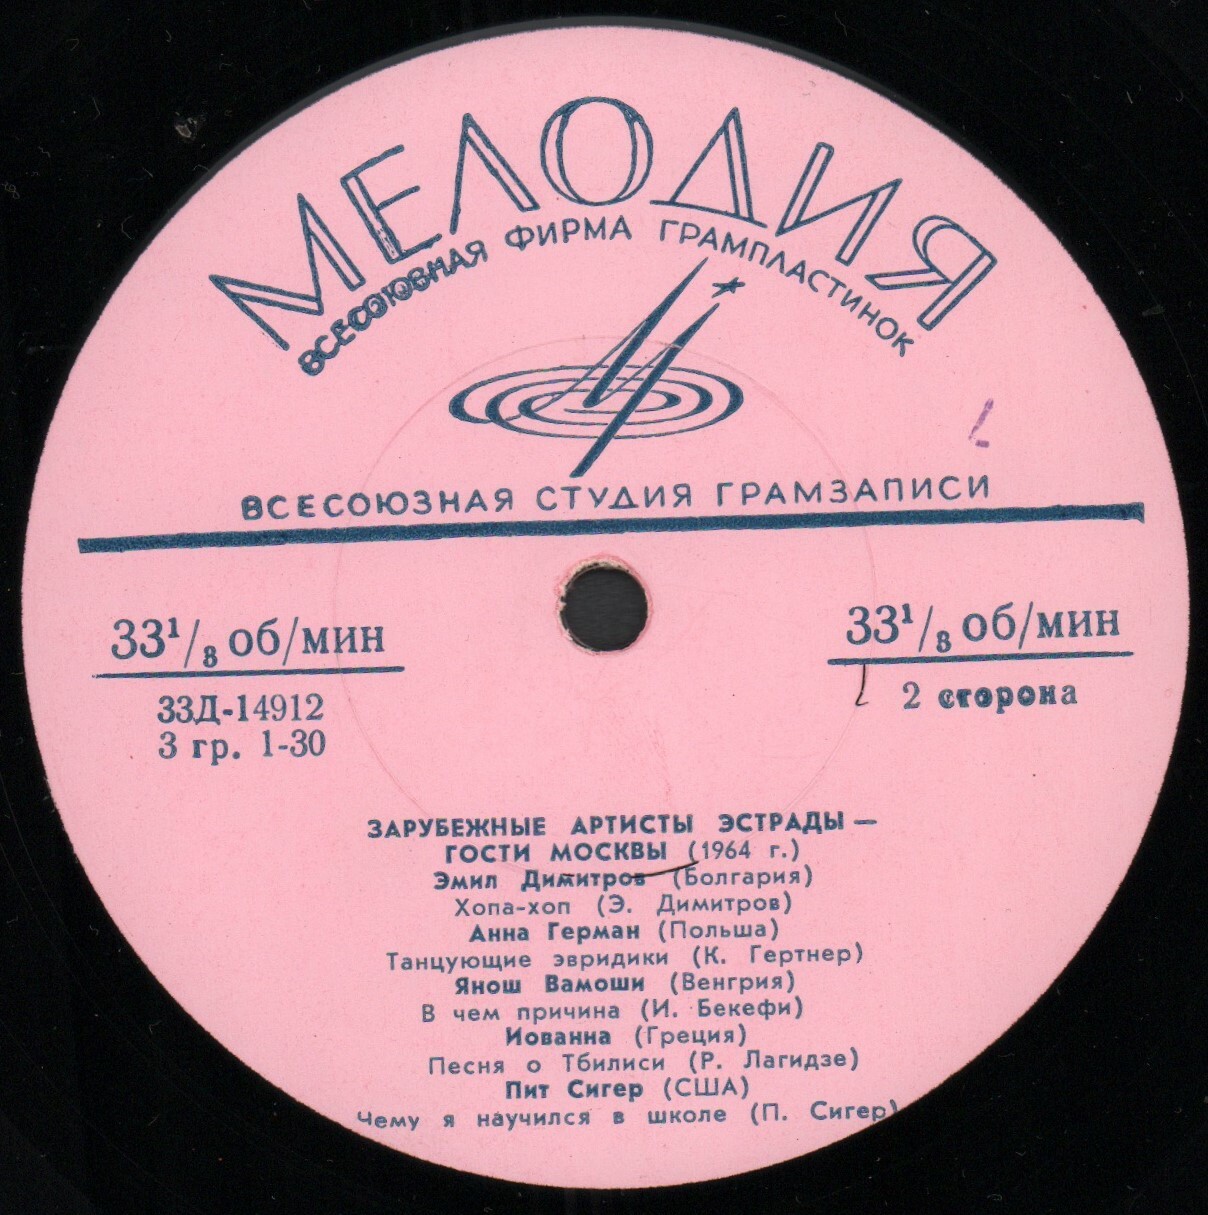 МЕЛОДИЯ
ВСЕСОЮЗНАЯ ФИРМА ГРАМПЛАСТИНОК
ВСЕСОЮЗНАЯ СТУДИЯ ГРАМЗАПИСИ
33¹/₈ об/мин
33Д-14912
3 гр. 1-30
33¹/₈ об/мин
2 сторона
ЗАРУБЕЖНЫЕ АРТИСТЫ ЭСТРАДЫ —
ГОСТИ МОСКВЫ (1964 г.)
Эмил Димитров (Болгария)
Хопа-хоп (Э. Димитров)
Анна Герман (Польша)
Танцующие эвридики (К. Гертнер)
Янош Вамоши (Венгрия)
В чем причина (И. Бекефи)
Иованна (Греция)
Песня о Тбилиси (Р. Лагидзе)
Пит Сигер (США)
Чему я научился в школе (П. Сигер)